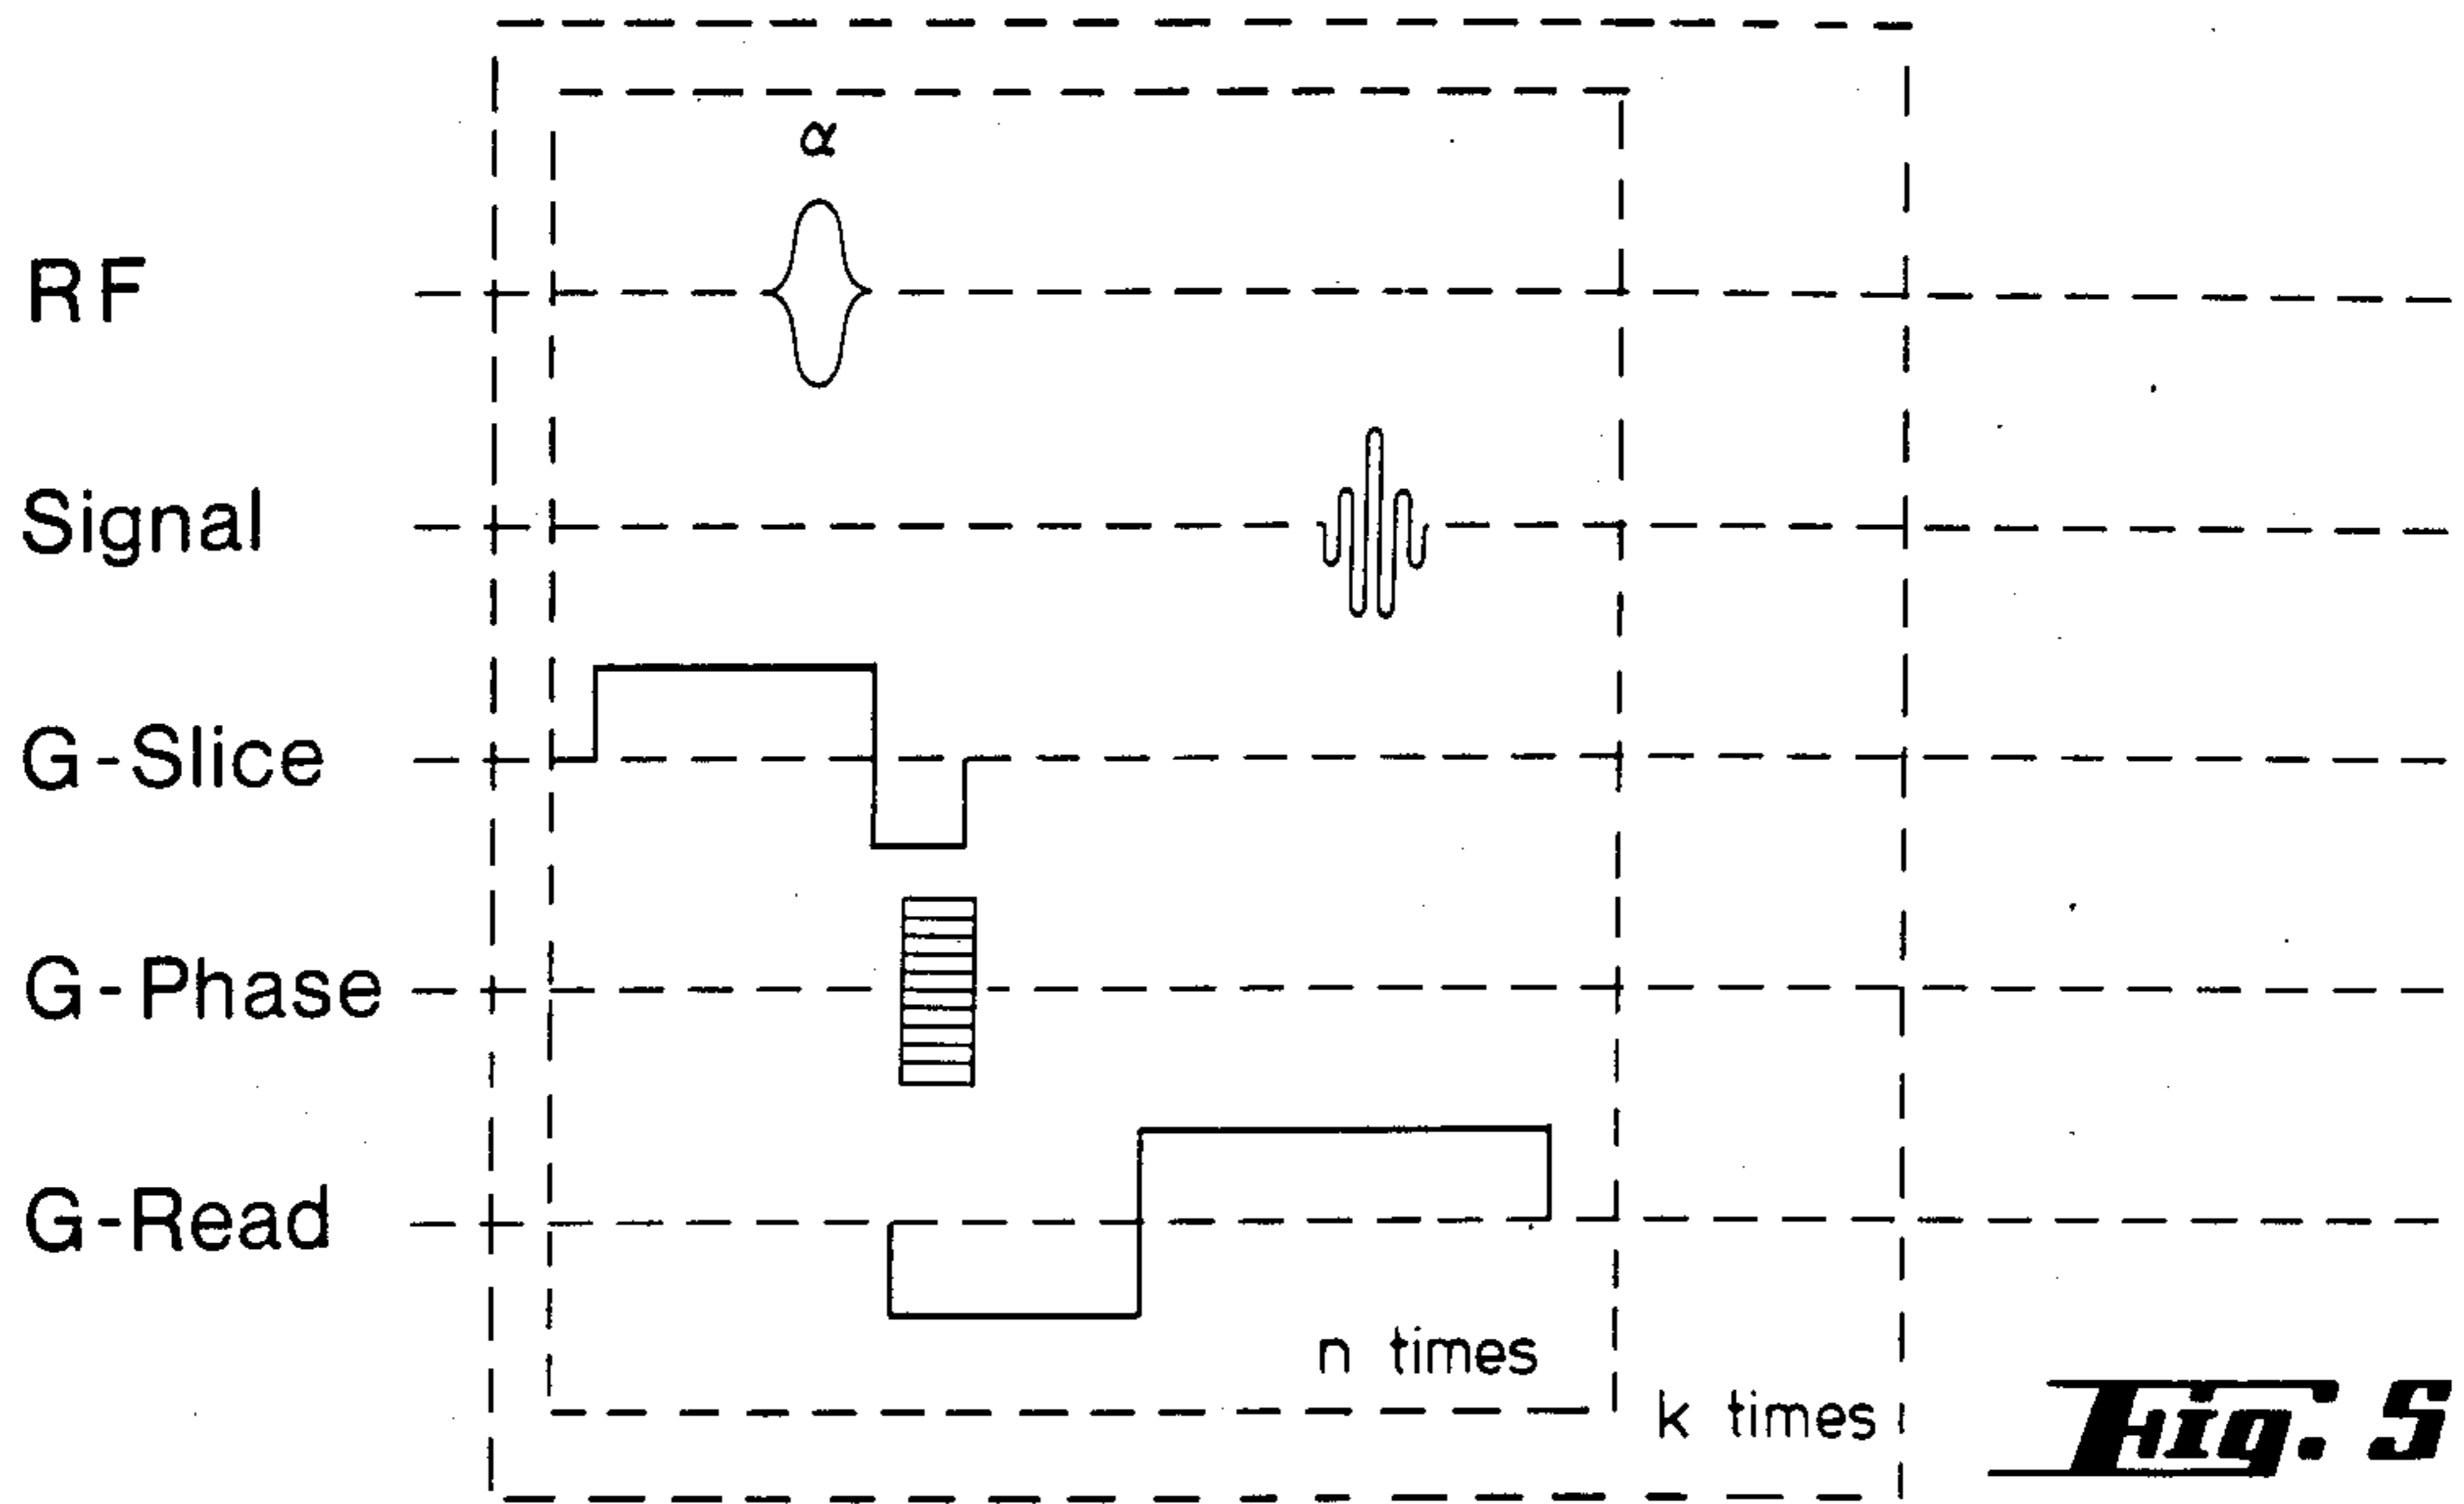 α
RF
Signal
G-Slice
G-Phase
G-Read
n times
k times
Fig. 5